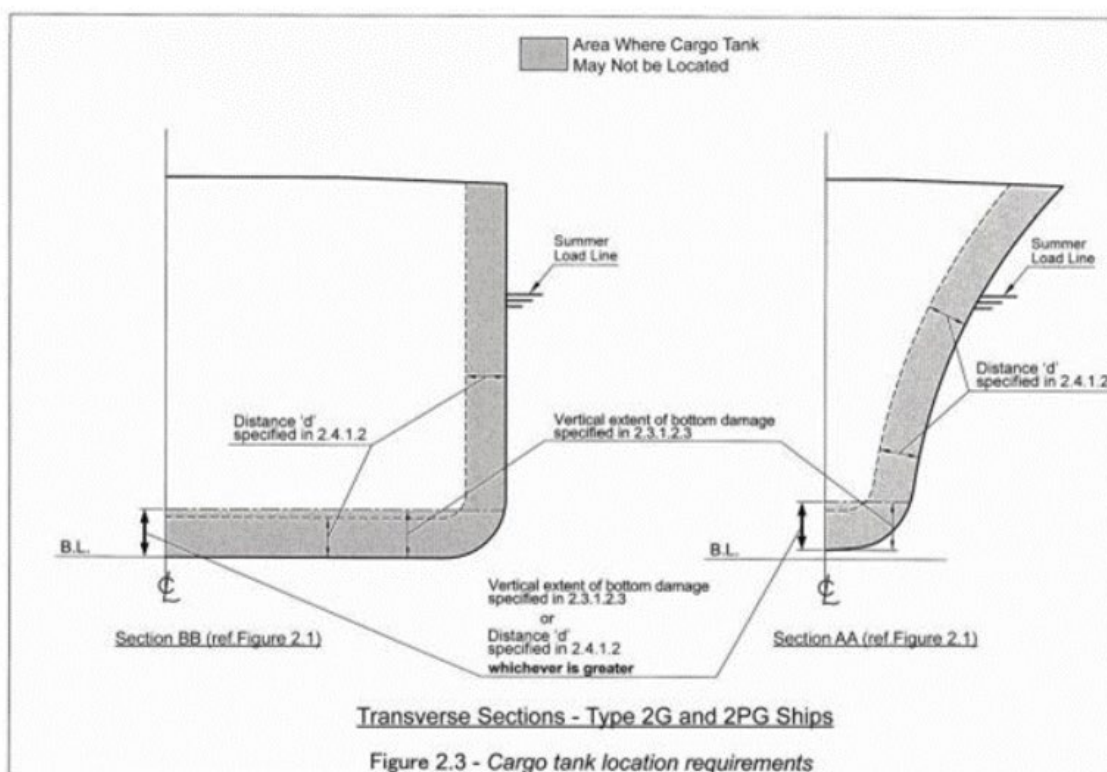 Area Where Cargo Tank
May Not be Located
Summer
Load Line
Summer
Load Line
Distance 'd'
specified in 2.4.1.2
Vertical extent of bottom damage
specified in 2.3.1.2.3
Distance 'd'
specified in 2.4.1.2
B.L.
B.L.
℄
℄
Vertical extent of bottom damage
specified in 2.3.1.2.3
or
Distance 'd'
specified in 2.4.1.2
whichever is greater
Section BB (ref.Figure 2.1)
Section AA (ref.Figure 2.1)
Transverse Sections - Type 2G and 2PG Ships
Figure 2.3 - Cargo tank location requirements